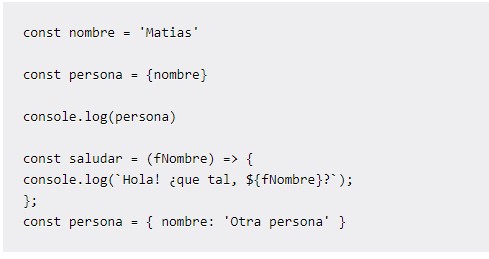 const nombre = 'Matias'
const persona = {nombre}
console.log(persona)
const saludar = (fNombre) => {
console.log(`Hola! ¿que tal, ${fNombre}?`);
};
const persona = { nombre: 'Otra persona' }